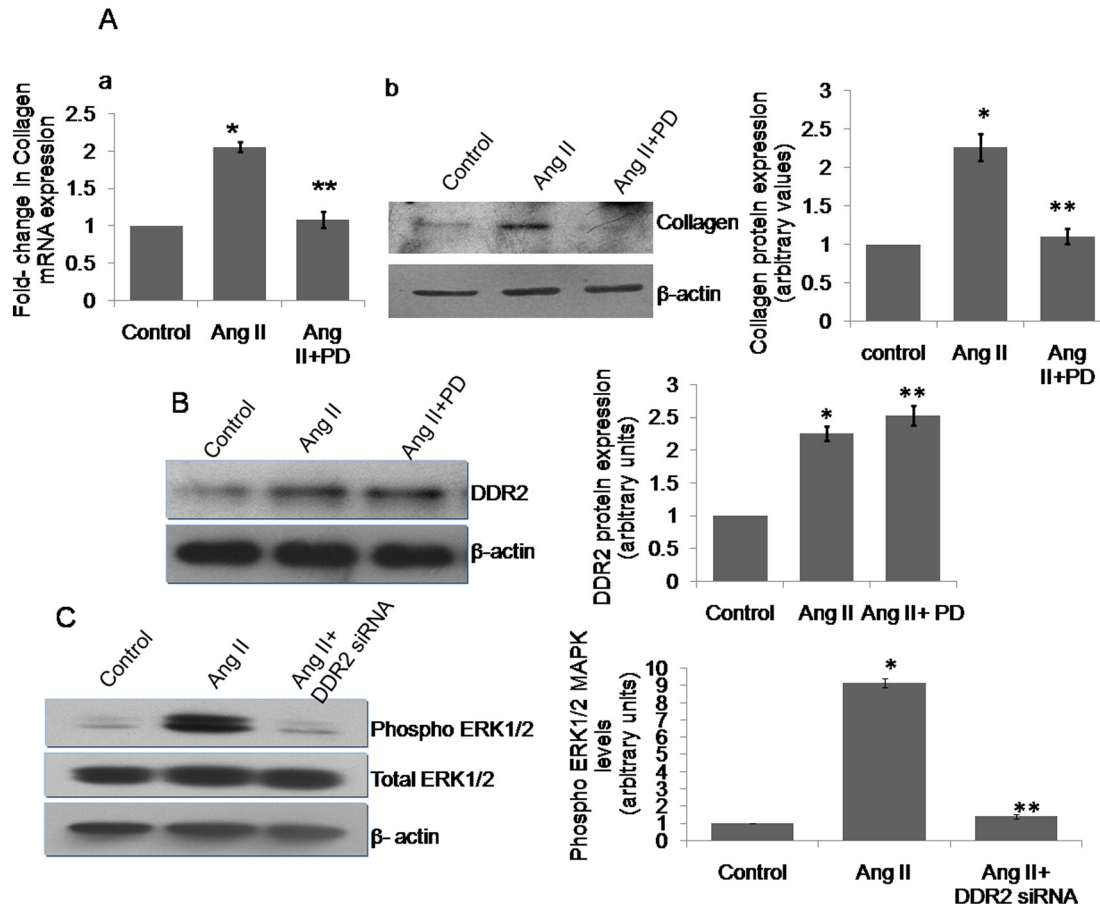 A
a
Fold- change in Collagen
mRNA expression
2.5
2
1.5
1
0.5
0
*
**
Control
Ang II
Ang
II+PD
b
Control
Ang II
Ang II+PD
Collagen
β-actin
Collagen protein expression
(arbitrary values)
3
2.5
2
1.5
1
0.5
0
*
**
control
Ang II
Ang
II+PD
B
Control
Ang II
Ang II+PD
DDR2
β-actin
DDR2 protein expression
(arbitrary units)
3
2.5
2
1.5
1
0.5
0
*
**
Control
Ang II
Ang II+ PD
C
Control
Ang II
Ang II+
DDR2 siRNA
Phospho ERK1/2
Total ERK1/2
β- actin
Phospho ERK1/2 MAPK
levels
(arbitrary units)
10
9
8
7
6
5
4
3
2
1
0
*
**
Control
Ang II
Ang II+
DDR2 siRNA